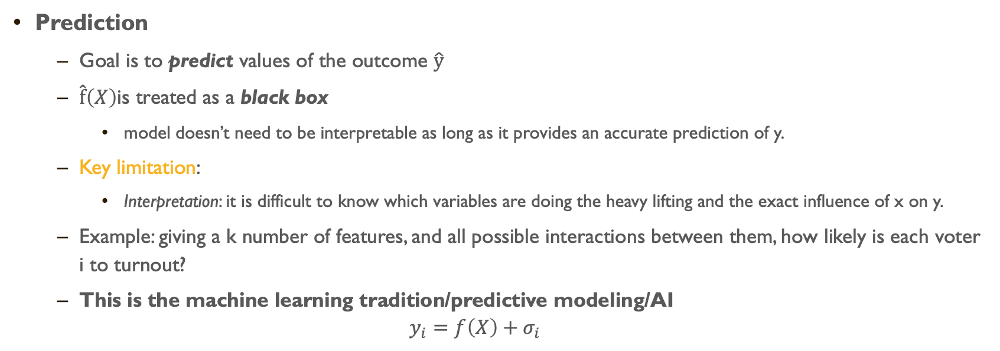 • Prediction
– Goal is to predict values of the outcome ŷ
– f̂(X)is treated as a black box
• model doesn’t need to be interpretable as long as it provides an accurate prediction of y.
– Key limitation:
• Interpretation: it is difficult to know which variables are doing the heavy lifting and the exact influence of x on y.
– Example: giving a k number of features, and all possible interactions between them, how likely is each voter
i to turnout?
– This is the machine learning tradition/predictive modeling/AI
yᵢ = f(X) + σᵢ